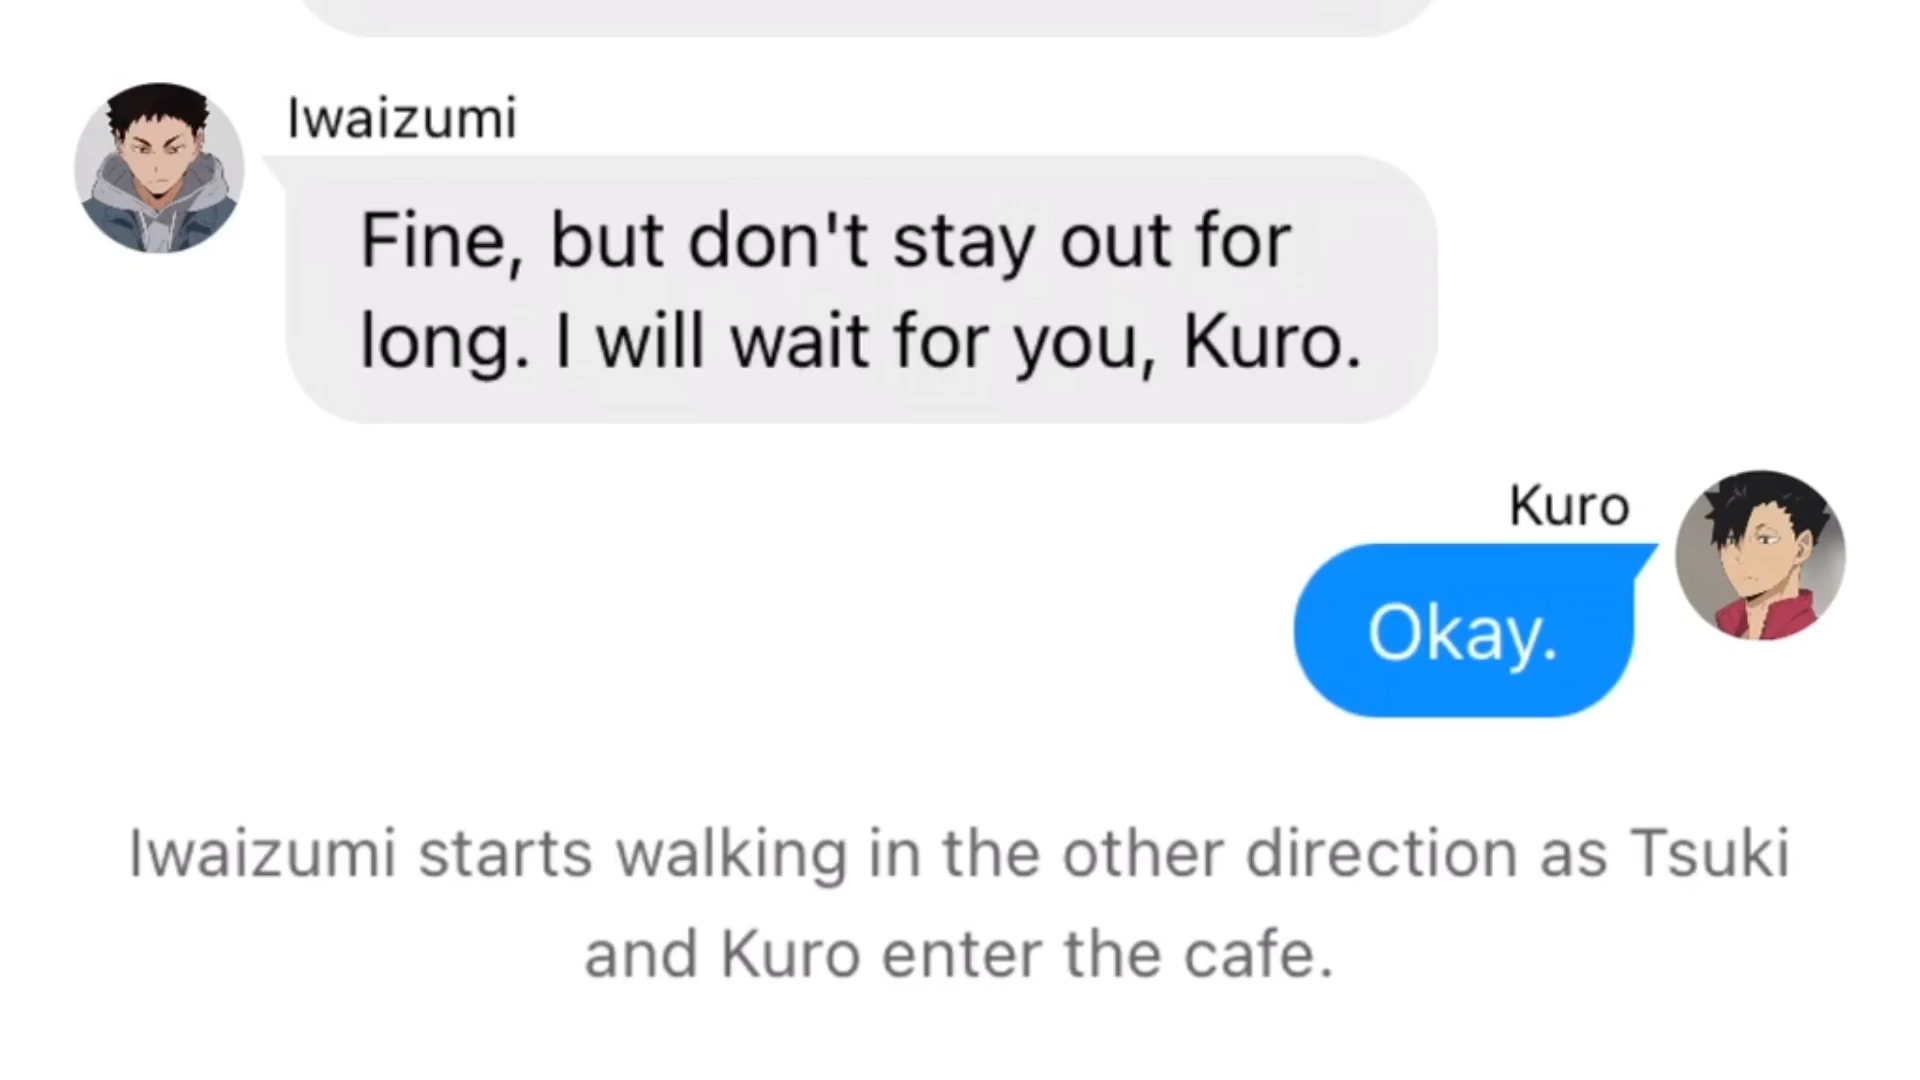 Iwaizumi
Fine, but don't stay out for
long. I will wait for you, Kuro.
Kuro
Okay.
Iwaizumi starts walking in the other direction as Tsuki
and Kuro enter the cafe.